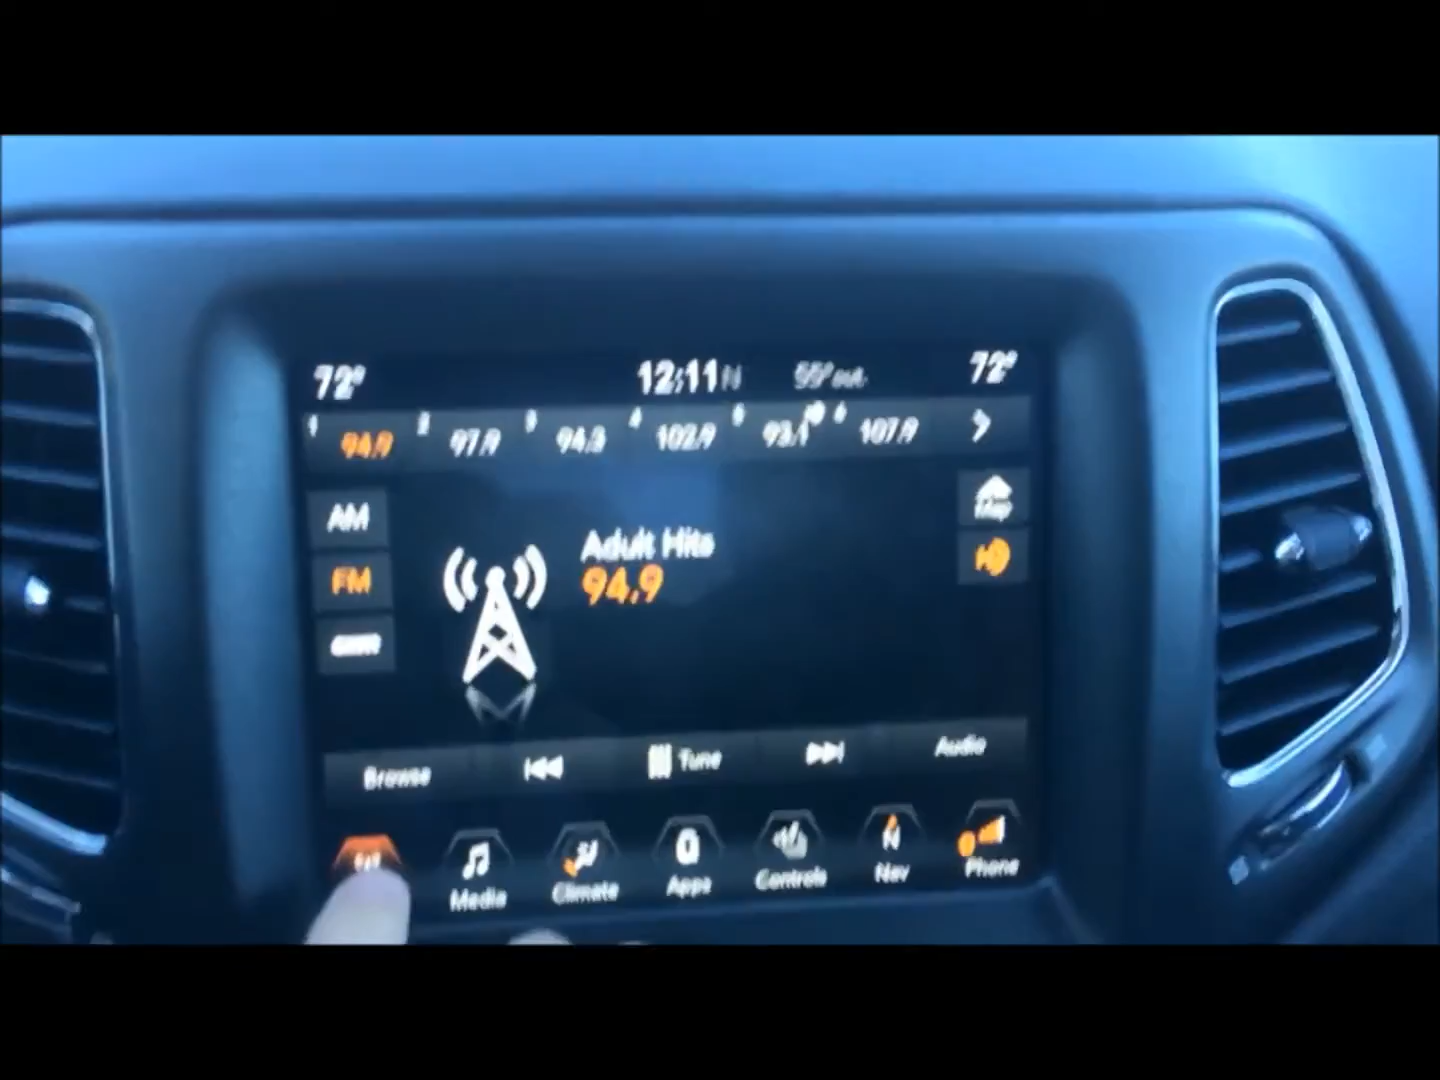 72° 12:11 N 55° out 72°
1 94.9 2 97.9 3 94.3 4 102.9 5 93.1 6 107.9
AM
Map
FM
Adult Hits
94.9
Browse Tune Audio
Media Climate Apps Controls N Nav Phone